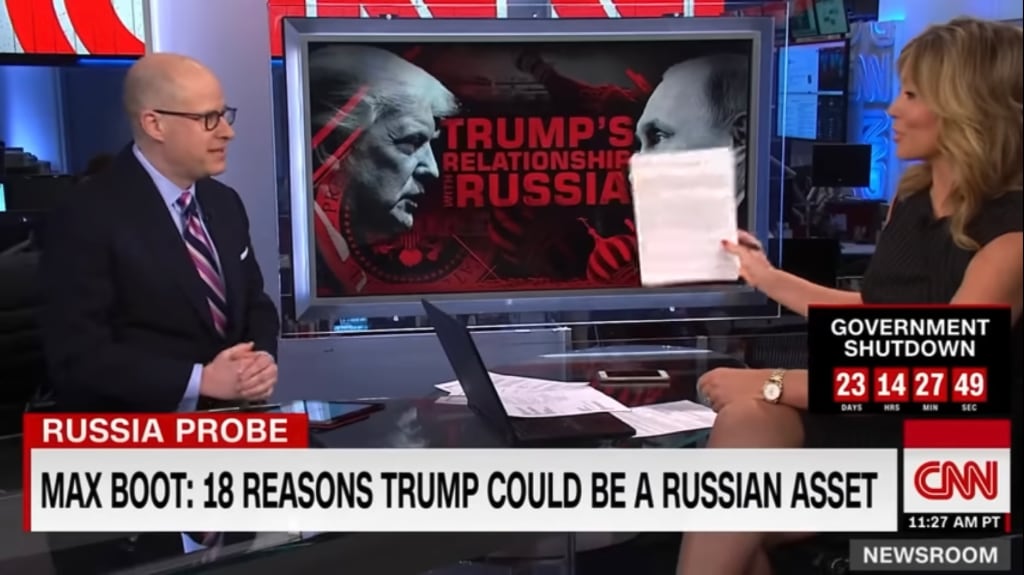 TRUMP'S
RELATIONSHIP
WITH
RUSSIA
GOVERNMENT
SHUTDOWN
23 14 27 49
DAYS HRS MIN SEC
RUSSIA PROBE
MAX BOOT: 18 REASONS TRUMP COULD BE A RUSSIAN ASSET
CNN
11:27 AM PT
NEWSROOM